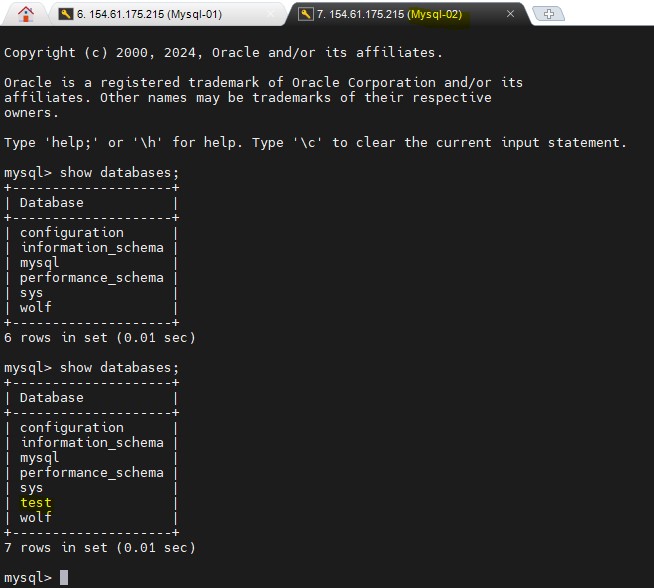 6. 154.61.175.215 (Mysql-01)
7. 154.61.175.215 (Mysql-02)
Copyright (c) 2000, 2024, Oracle and/or its affiliates.
Oracle is a registered trademark of Oracle Corporation and/or its
affiliates. Other names may be trademarks of their respective
owners.
Type 'help;' or '\h' for help. Type '\c' to clear the current input statement.
mysql> show databases;
+--------------------+
| Database           |
+--------------------+
| configuration      |
| information_schema |
| mysql              |
| performance_schema |
| sys                |
| wolf               |
+--------------------+
6 rows in set (0.01 sec)
mysql> show databases;
+--------------------+
| Database           |
+--------------------+
| configuration      |
| information_schema |
| mysql              |
| performance_schema |
| sys                |
| test               |
| wolf               |
+--------------------+
7 rows in set (0.01 sec)
mysql>